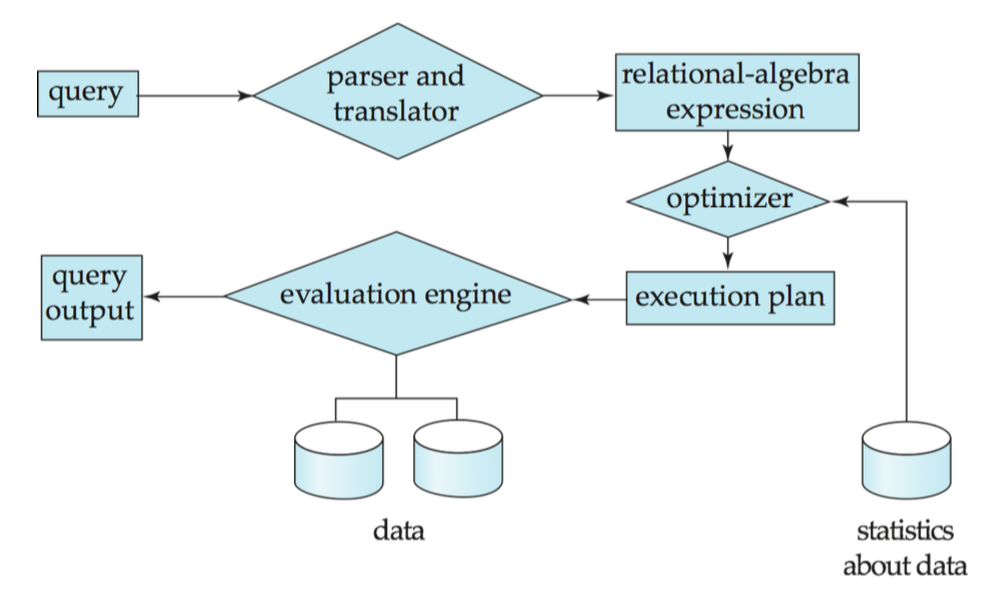 query
parser and
translator
relational-algebra
expression
optimizer
query
output
evaluation engine
execution plan
data
statistics
about data